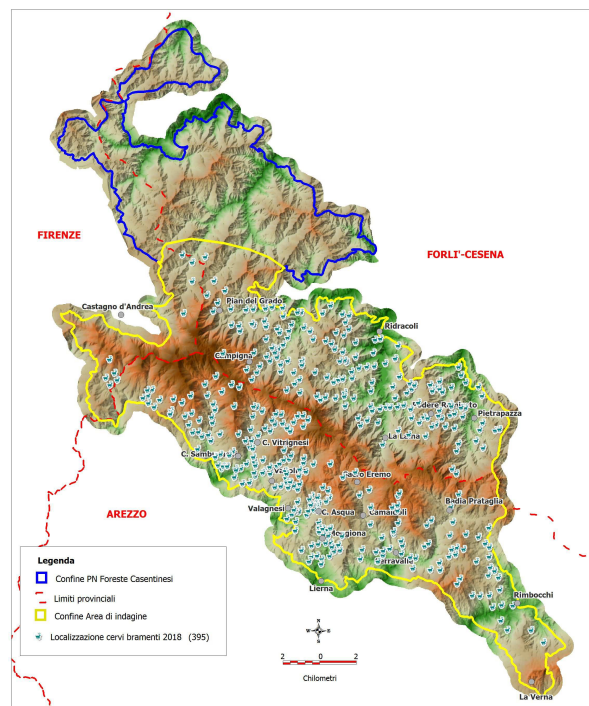 FIRENZE
FORLI'-CESENA
Castagno d'Andrea
Pian del Grado
Ridracoli
Campigna
Pietrapazza
La Lama
C. Vitrignesi
Eremo
Badia Prataglia
Valagnesi
C. Asqua
Camaldoli
AREZZO
Moggiona
Lierna
Rimbocchi
La Verna
Legenda
Confine PN Foreste Casentinesi
Limiti provinciali
Confine Area di indagine
Localizzazione cervi bramenti 2018 (395)
N
W E
S
2 0 2
Chilometri